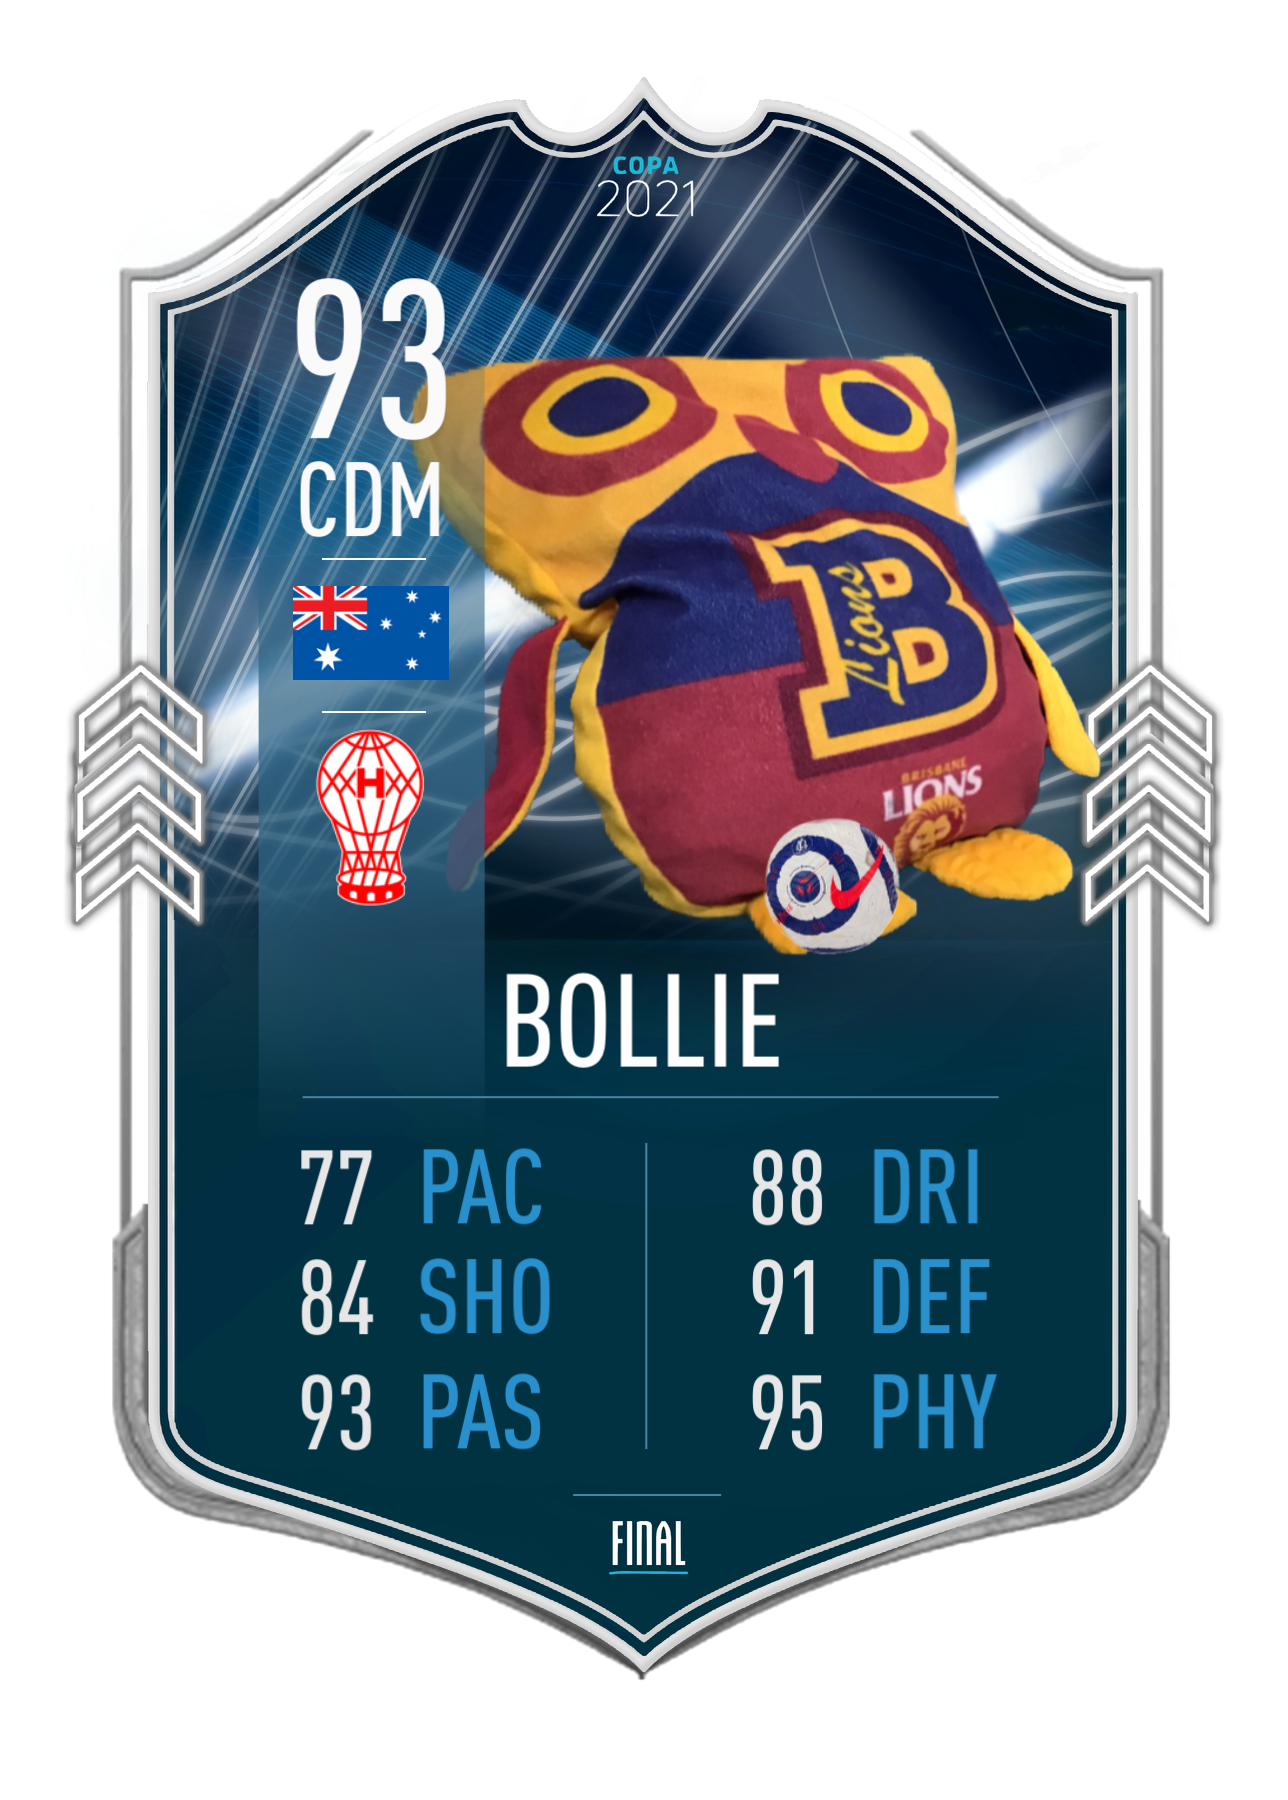 COPA
2021
93
CDM
H
B
Lions
BRISBANE
LIONS
BOLLIE
77 PAC
88 DRI
84 SHO
91 DEF
93 PAS
95 PHY
FINAL